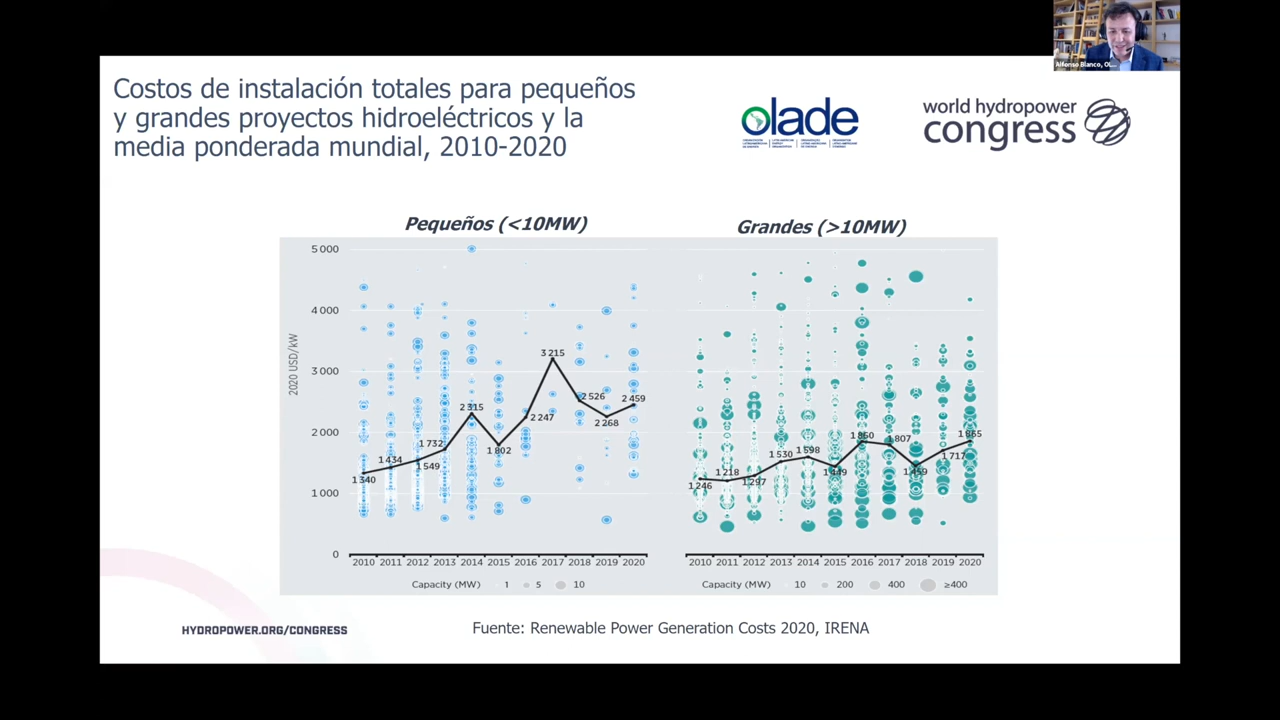 Alfonso Blanco, OL...
Costos de instalación totales para pequeños
y grandes proyectos hidroeléctricos y la
media ponderada mundial, 2010-2020
olade
world hydropower
congress
Pequeños (<10MW)
Grandes (>10MW)
2020 USD/kW
5 000
4 000
3 000
2 000
1 000
0
1 340
1 434
1 549
1 732
2 315
1 802
2 247
3 215
2 526
2 268
2 459
2010 2011 2012 2013 2014 2015 2016 2017 2018 2019 2020
Capacity (MW) 1 5 10
1 246
1 218
1 297
1 530
1 598
1 449
1 850
1 807
1 459
1 717
1 865
2010 2011 2012 2013 2014 2015 2016 2017 2018 2019 2020
Capacity (MW) 10 200 400 ≥400
HYDROPOWER.ORG/CONGRESS
Fuente: Renewable Power Generation Costs 2020, IRENA